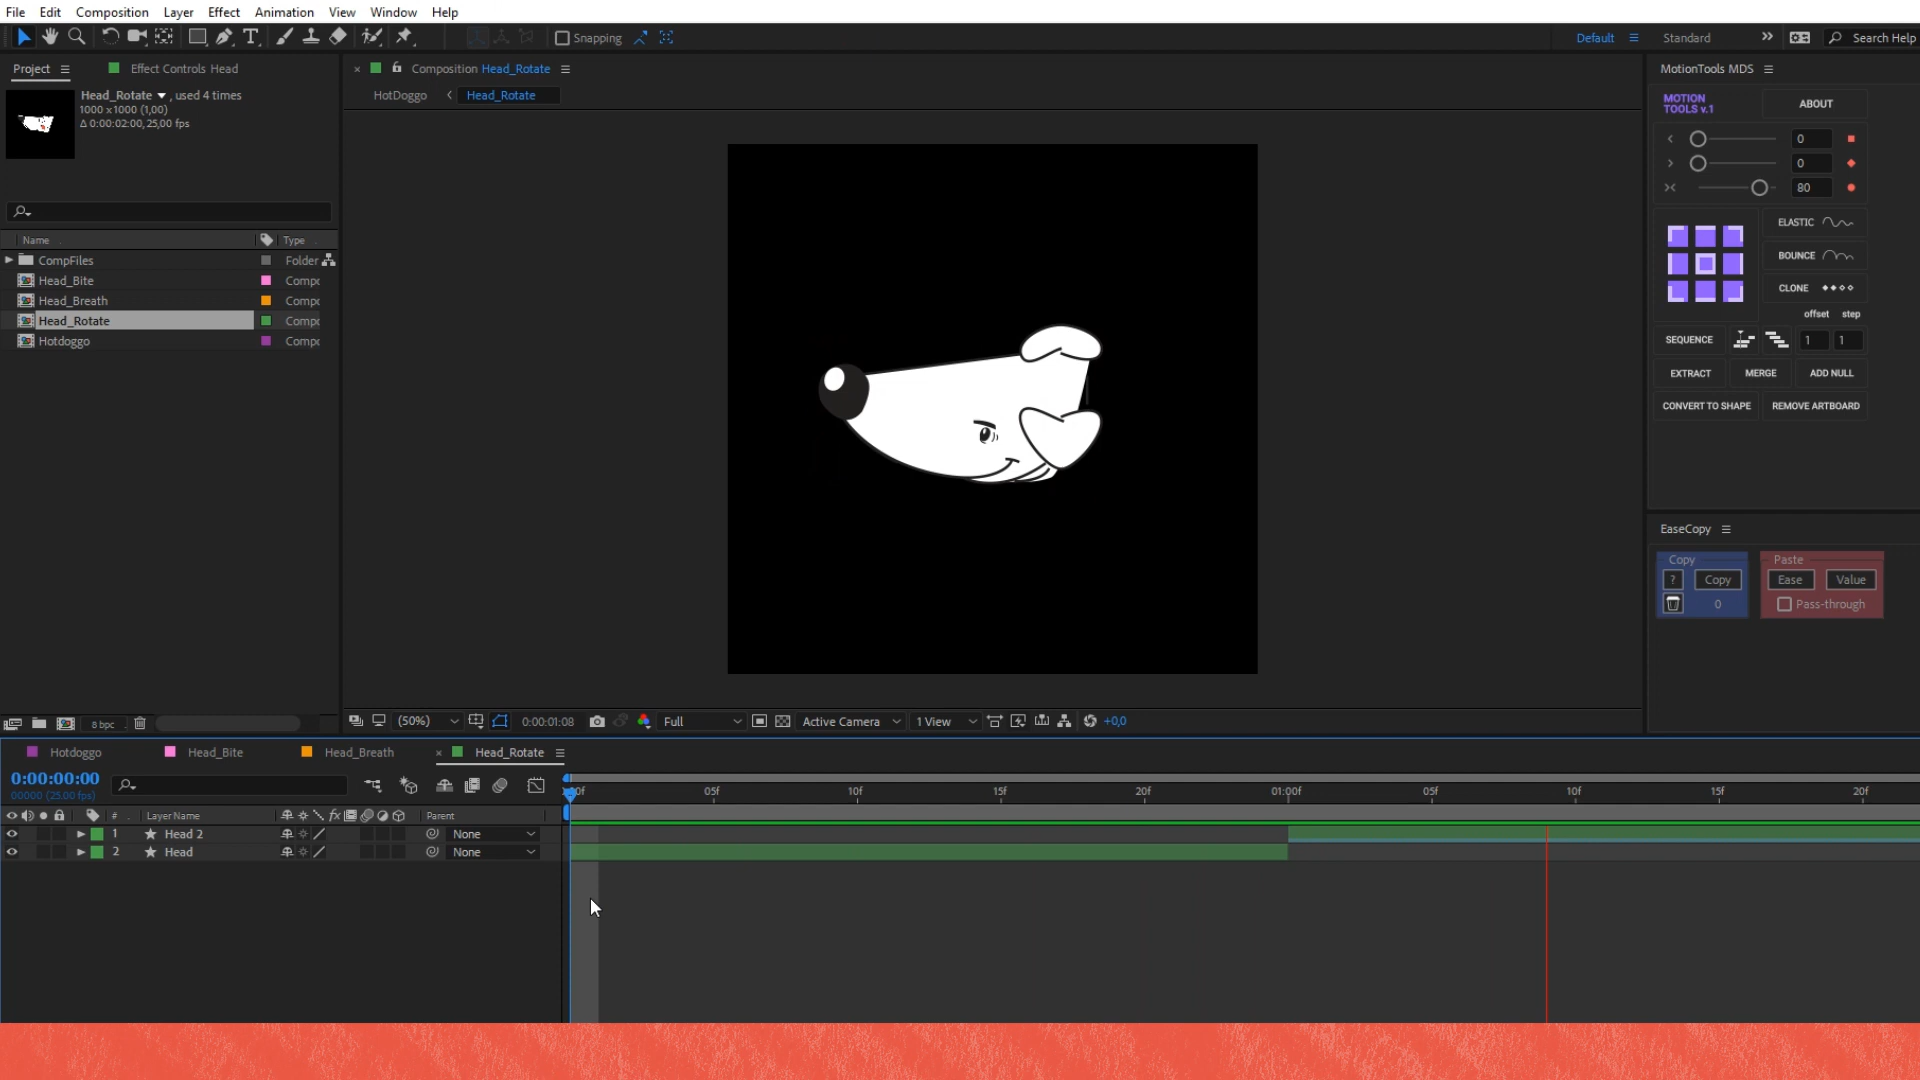 File Edit Composition Layer Effect Animation View Window Help
Snapping
Default
Standard
Search Help
Project
Effect Controls Head
Composition Head_Rotate
MotionTools MDS
Head_Rotate , used 4 times
1000 x 1000 (1,00)
Δ 0:00:02:00, 25,00 fps
HotDoggo
Head_Rotate
MOTION
TOOLS v.1
ABOUT
0
0
80
ELASTIC
BOUNCE
CLONE
offset step
SEQUENCE
1
1
EXTRACT
MERGE
ADD NULL
CONVERT TO SHAPE
REMOVE ARTBOARD
Name
Type
CompFiles
Folder
Head_Bite
Head_Breath
Head_Rotate
Hotdoggo
EaseCopy
Copy
Paste
?
Copy
Ease
Value
0
Pass-through
8 bpc
(50%)
0:00:01:08
Full
Active Camera
1 View
+0,0
Hotdoggo
Head_Bite
Head_Breath
Head_Rotate
0:00:00:00
00000 (25.00 fps)
05f
10f
15f
20f
01:00f
05f
10f
15f
20f
# Layer Name
fx
Parent
1 Head 2
None
2 Head
None